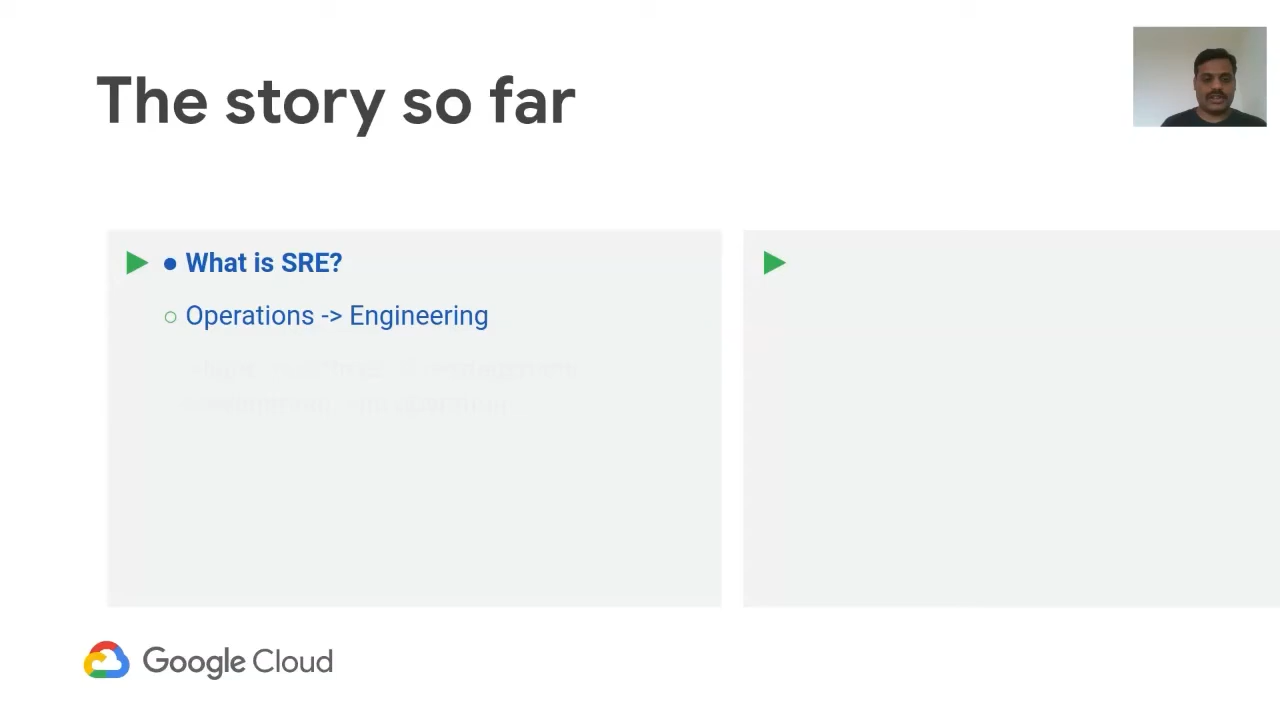 The story so far
What is SRE?
Operations -> Engineering
Google Cloud